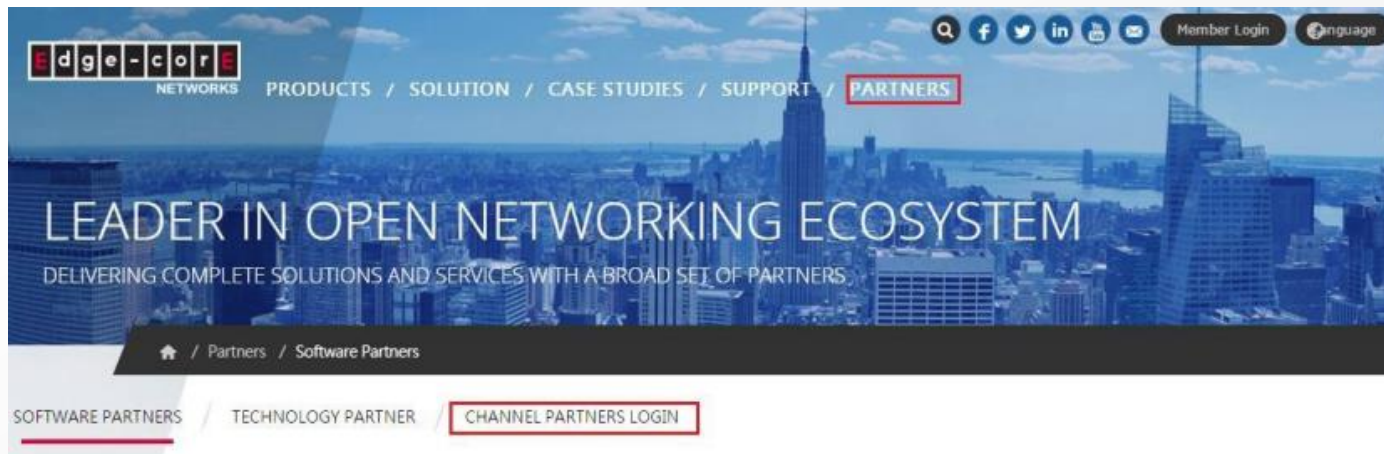 Edge-corE
NETWORKS
Member Login
anguage
PRODUCTS / SOLUTION / CASE STUDIES / SUPPORT / PARTNERS
LEADER IN OPEN NETWORKING ECOSYSTEM
DELIVERING COMPLETE SOLUTIONS AND SERVICES WITH A BROAD SET OF PARTNERS
/ Partners / Software Partners
SOFTWARE PARTNERS / TECHNOLOGY PARTNER / CHANNEL PARTNERS LOGIN